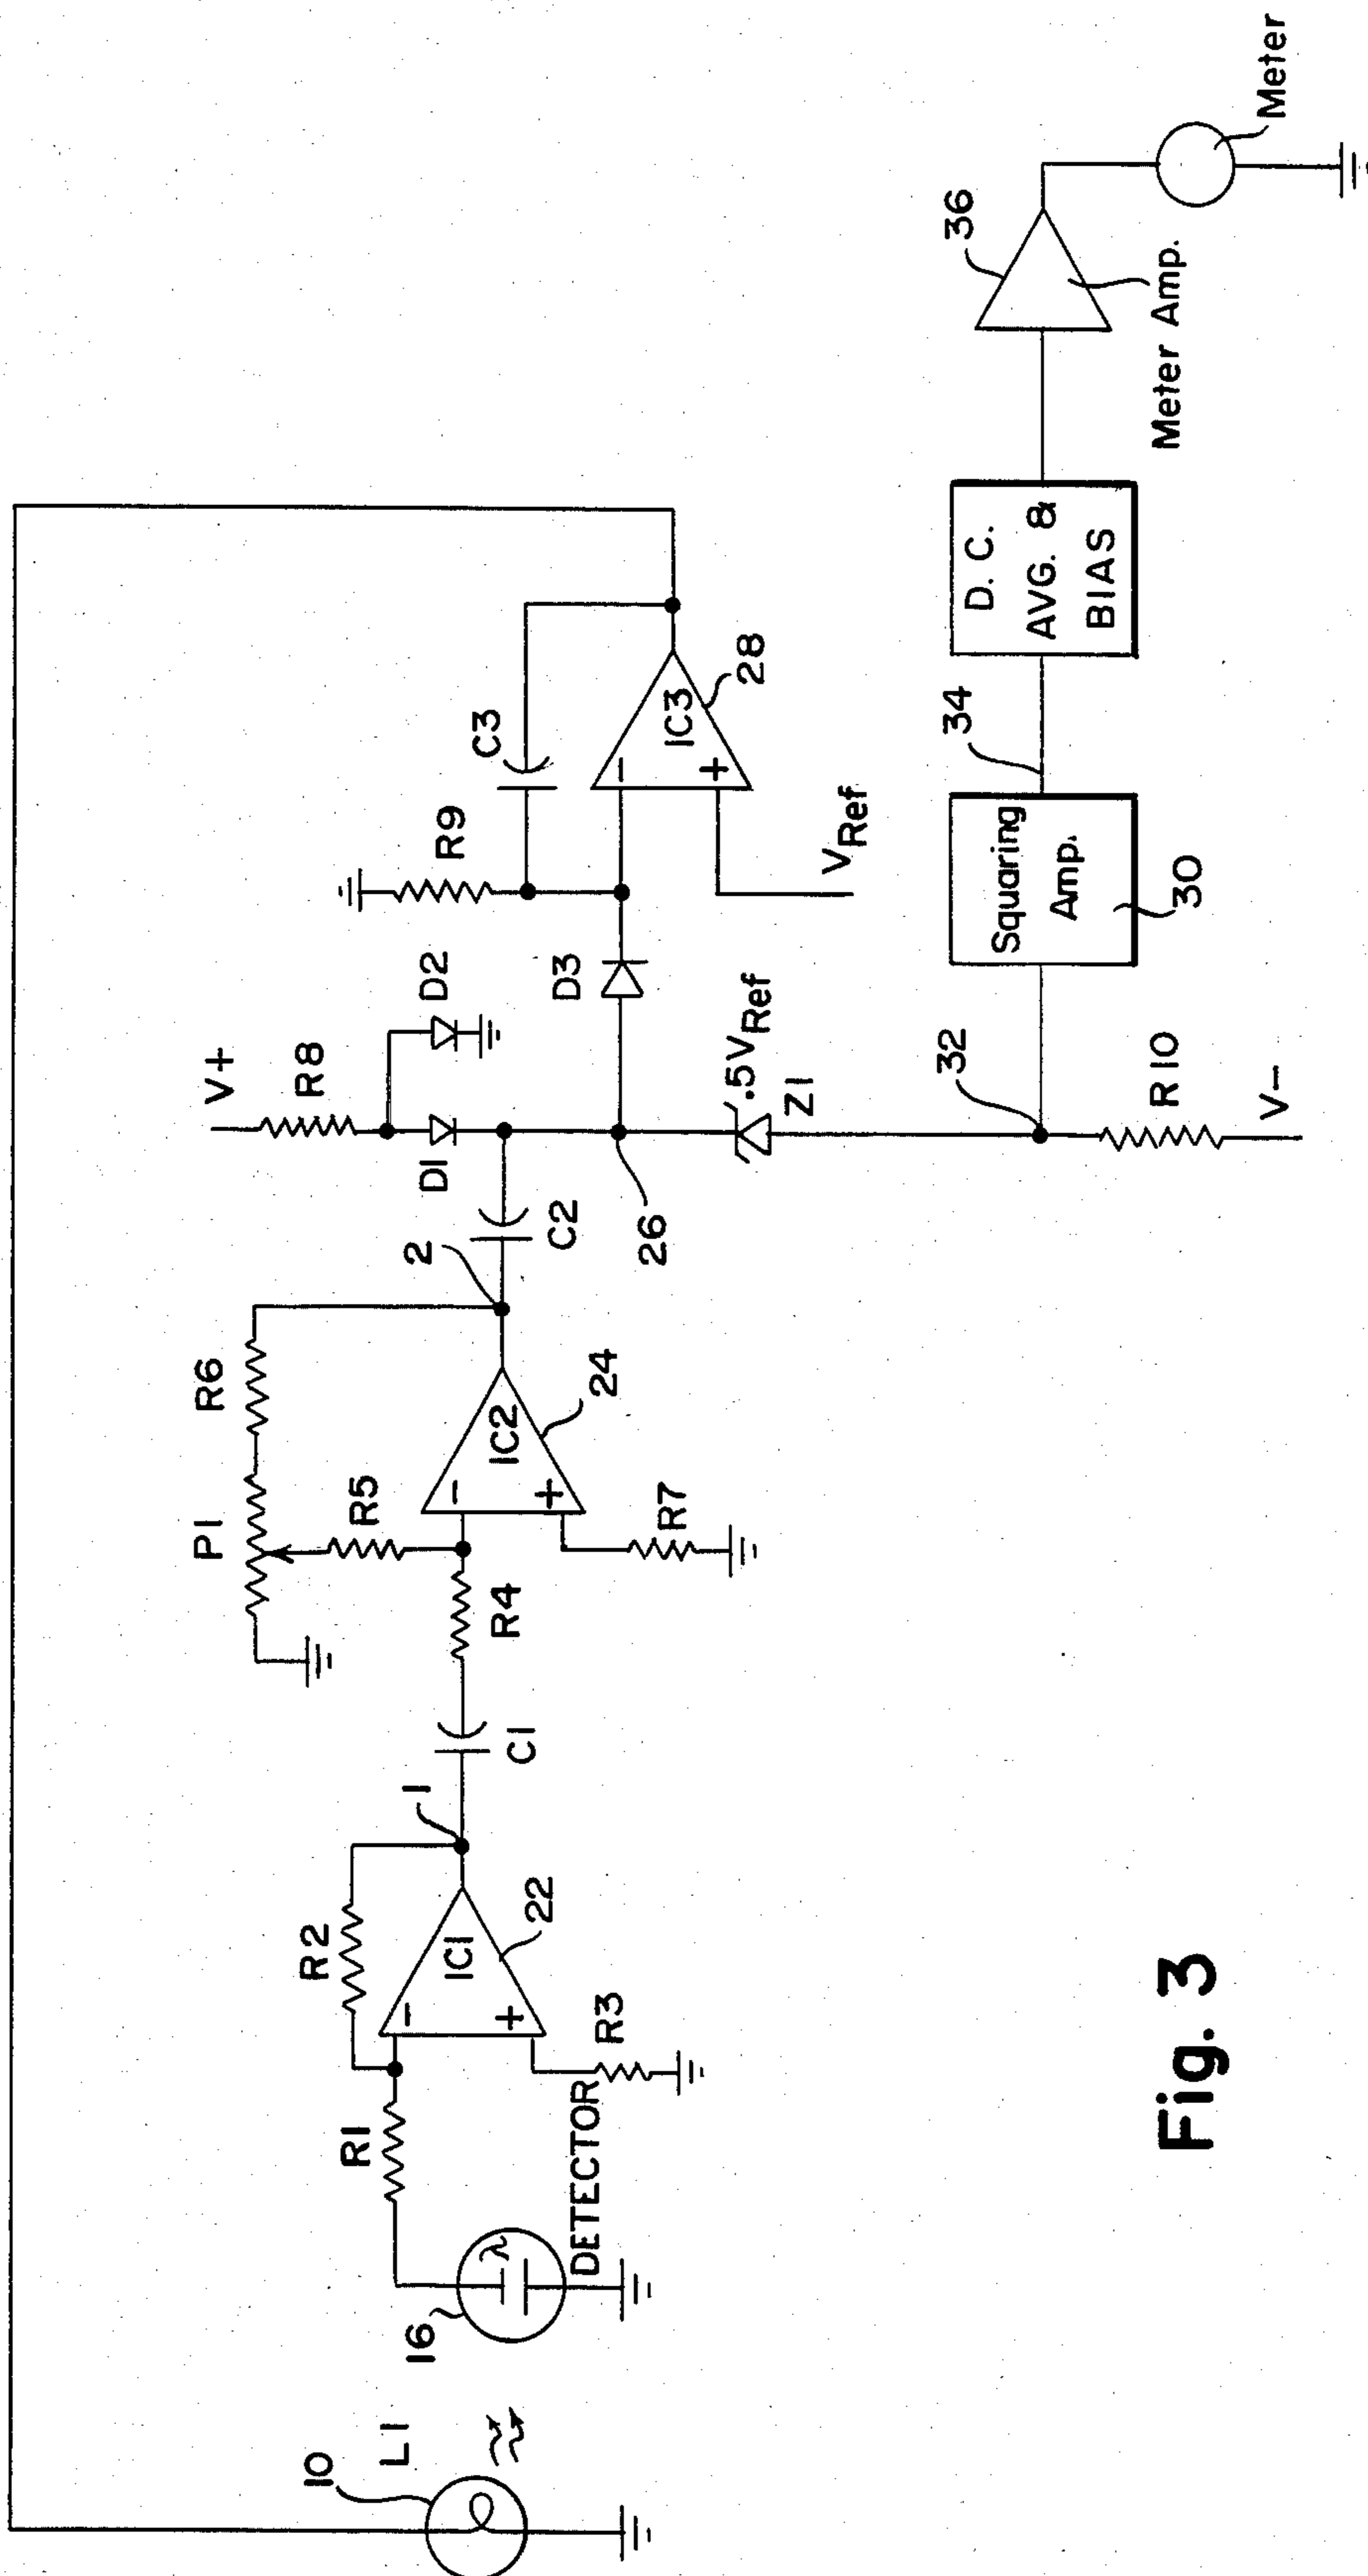 10
L1
16
λ
DETECTOR
R1
R2
IC1
−
+
22
R3
1
C1
R4
P1
R5
R6
IC2
−
+
24
R7
2
C2
V+
R8
D1
D2
26
D3
.5VRef
Z1
R9
C3
IC3
−
+
28
VRef
32
R10
V−
Squaring
Amp.
30
34
D. C.
AVG. &
BIAS
36
Meter Amp.
Meter
Fig. 3